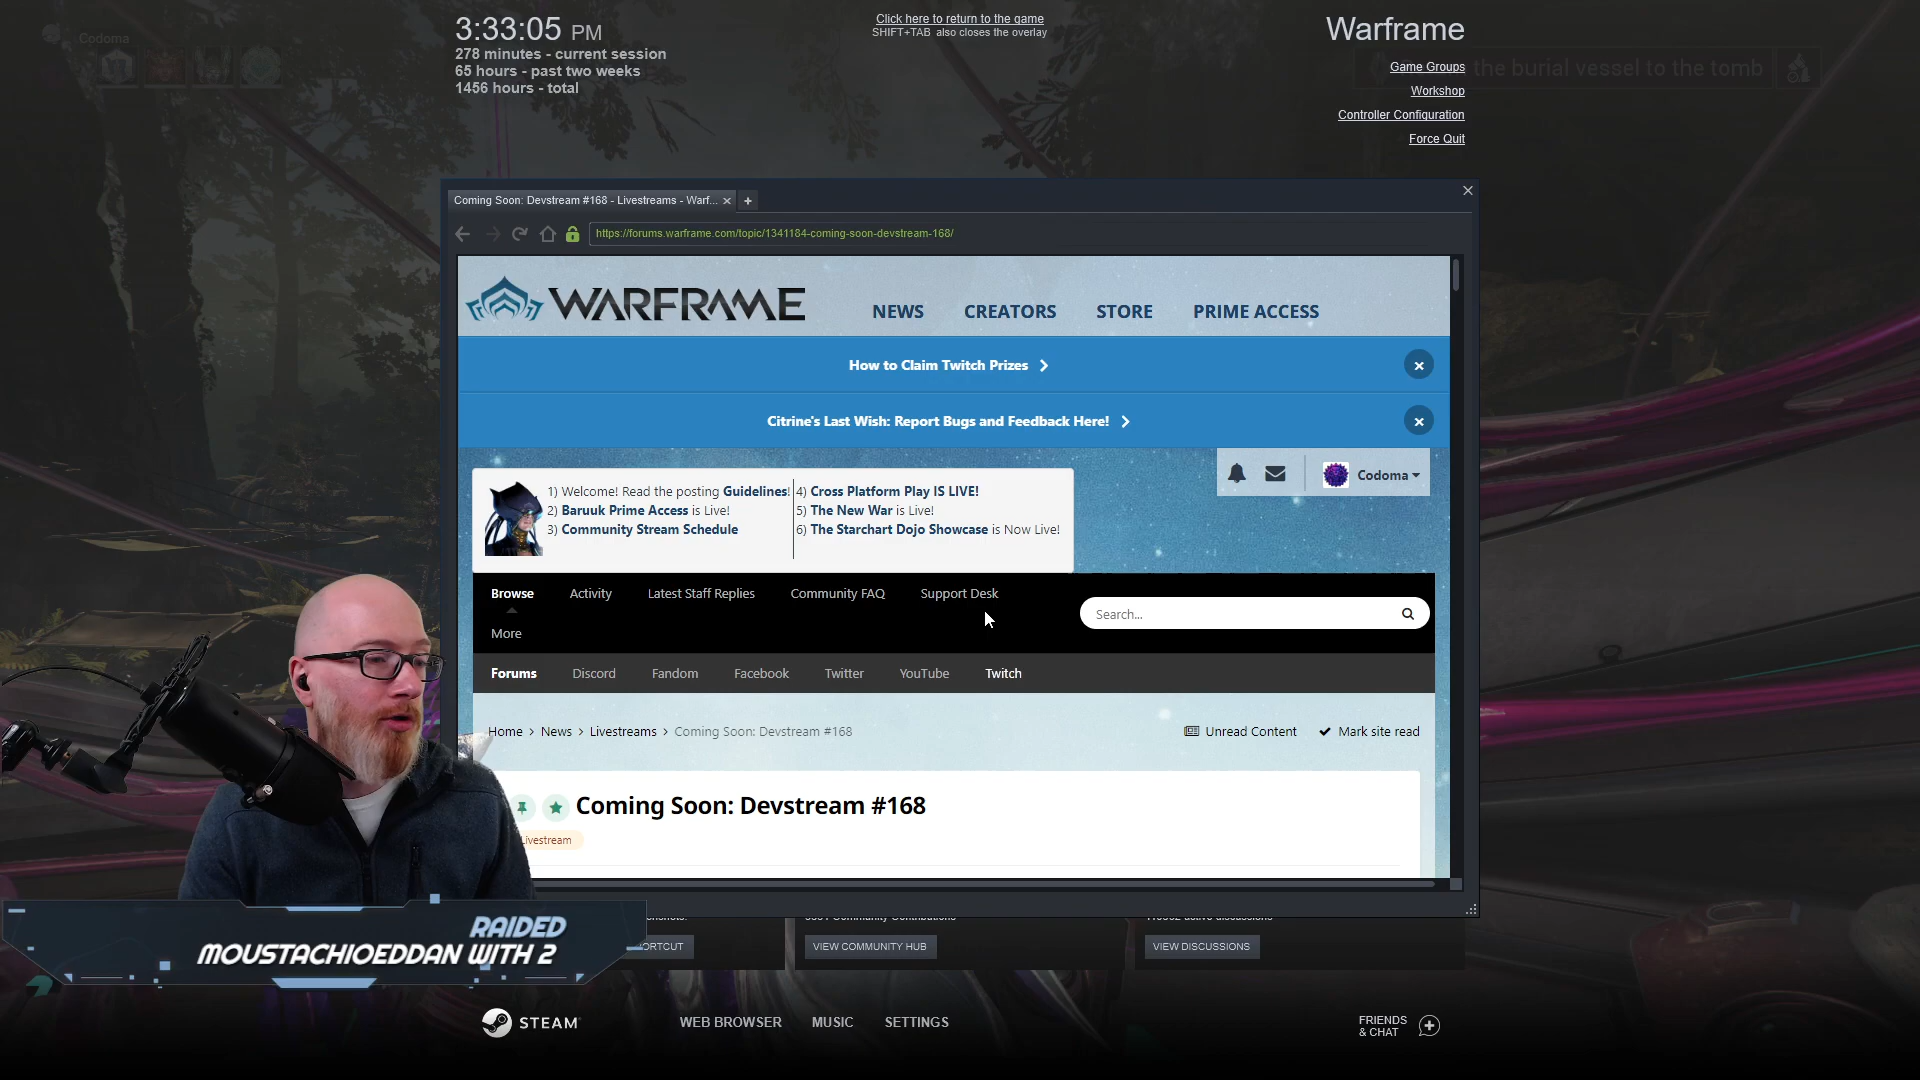 Codoma
3:33:05 PM
278 minutes - current session
65 hours - past two weeks
1456 hours - total
Click here to return to the game
SHIFT+TAB also closes the overlay
Warframe
Game Groups
the burial vessel to the tomb
Workshop
Controller Configuration
Force Quit
Coming Soon: Devstream #168 - Livestreams - Warf...
https://forums.warframe.com/topic/1341184-coming-soon-devstream-168/
WARFRAME
NEWS CREATORS STORE PRIME ACCESS
How to Claim Twitch Prizes
Citrine's Last Wish: Report Bugs and Feedback Here!
Codoma
1) Welcome! Read the posting Guidelines!
2) Baruuk Prime Access is Live!
3) Community Stream Schedule
4) Cross Platform Play IS LIVE!
5) The New War is Live!
6) The Starchart Dojo Showcase is Now Live!
Browse Activity Latest Staff Replies Community FAQ Support Desk
More
Search...
Forums Discord Fandom Facebook Twitter YouTube Twitch
Home > News > Livestreams > Coming Soon: Devstream #168
Unread Content Mark site read
Coming Soon: Devstream #168
Livestream
RAIDED
MOUSTACHIOEDDAN WITH 2
VIEW COMMUNITY HUB
VIEW DISCUSSIONS
STEAM
WEB BROWSER MUSIC SETTINGS
FRIENDS
& CHAT